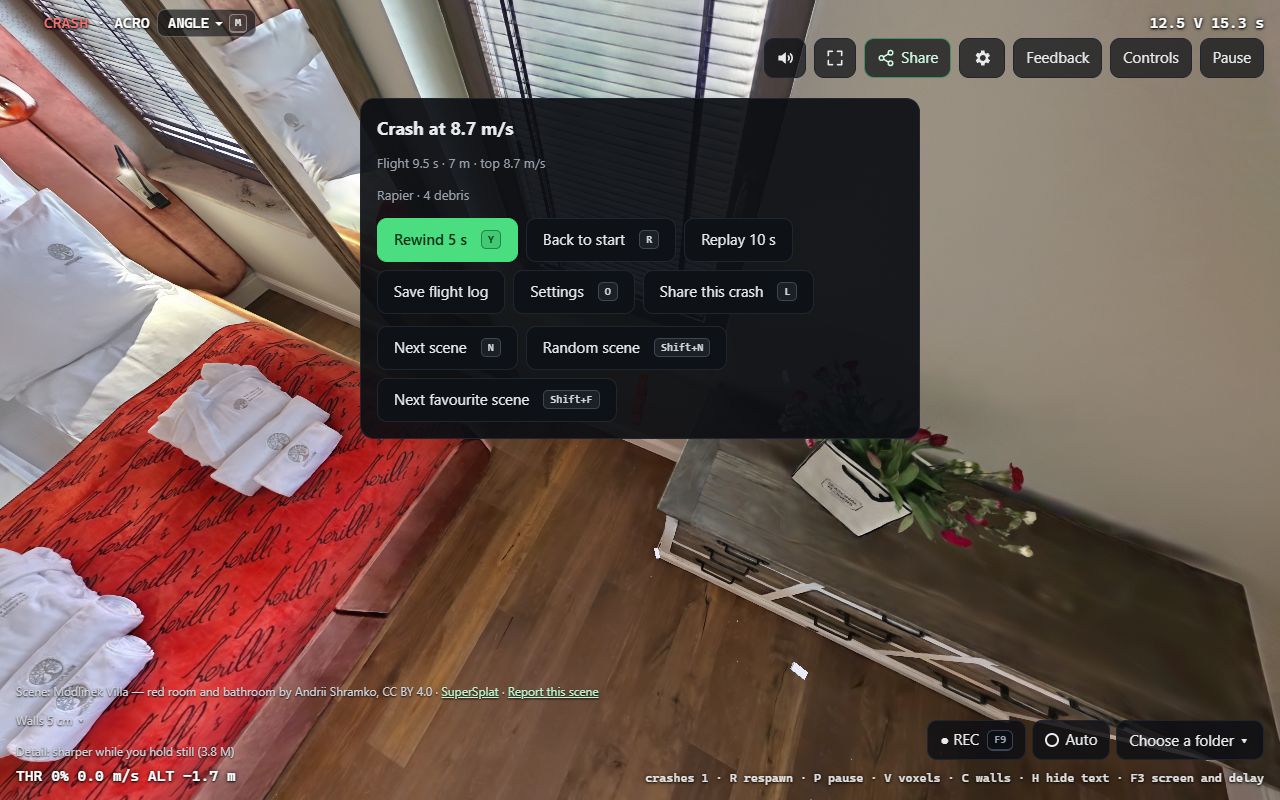 CRASH ACRO ANGLE M
12.5 V 15.3 s
Share Feedback Controls Pause
Crash at 8.7 m/s
Flight 9.5 s · 7 m · top 8.7 m/s
Rapier · 4 debris
Rewind 5 s Y Back to start R Replay 10 s
Save flight log Settings O Share this crash L
Next scene N Random scene Shift+N
Next favourite scene Shift+F
Scene: Modlinek Villa — red room and bathroom by Andrii Shramko, CC BY 4.0 · SuperSplat · Report this scene
Walls 5 cm
Detail: sharper while you hold still (3.8 M)
THR 0% 0.0 m/s ALT −1.7 m
● REC F9 Auto Choose a folder
crashes 1 · R respawn · P pause · V voxels · C walls · H hide text · F3 screen and delay